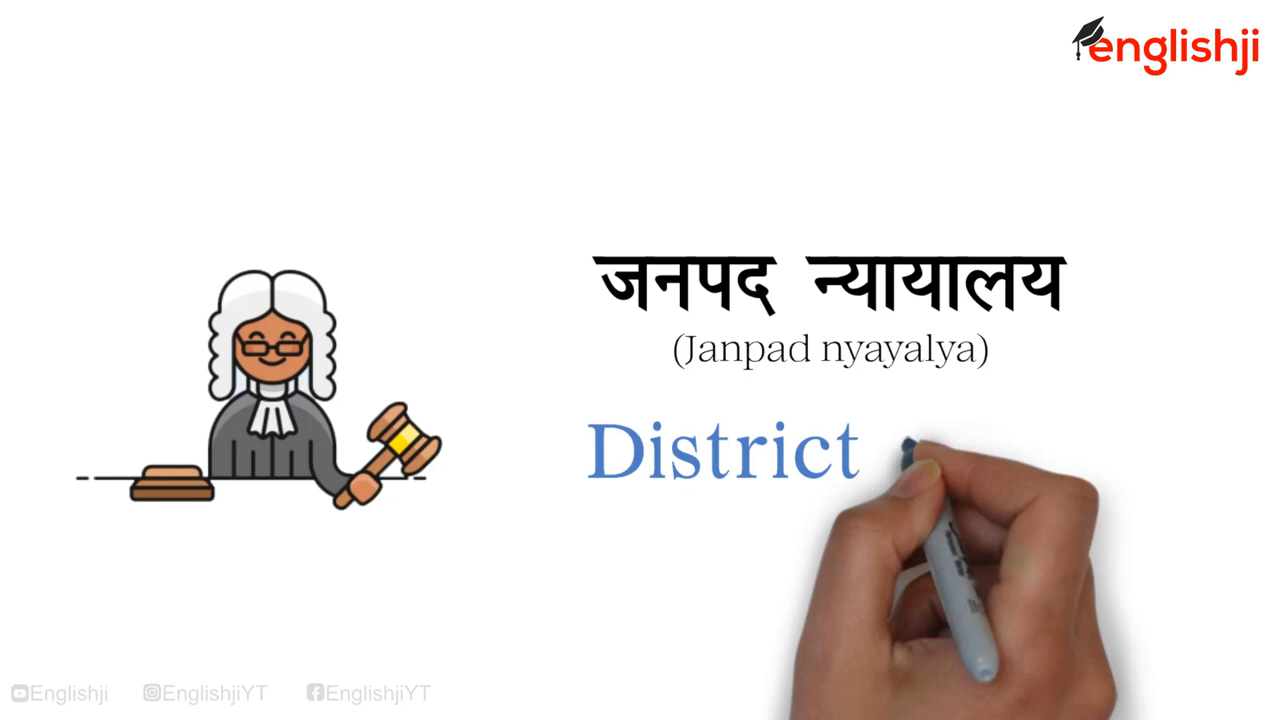 englishji
जनपद न्यायालय
(Janpad nyayalya)
District
Englishji EnglishjiYT EnglishjiYT